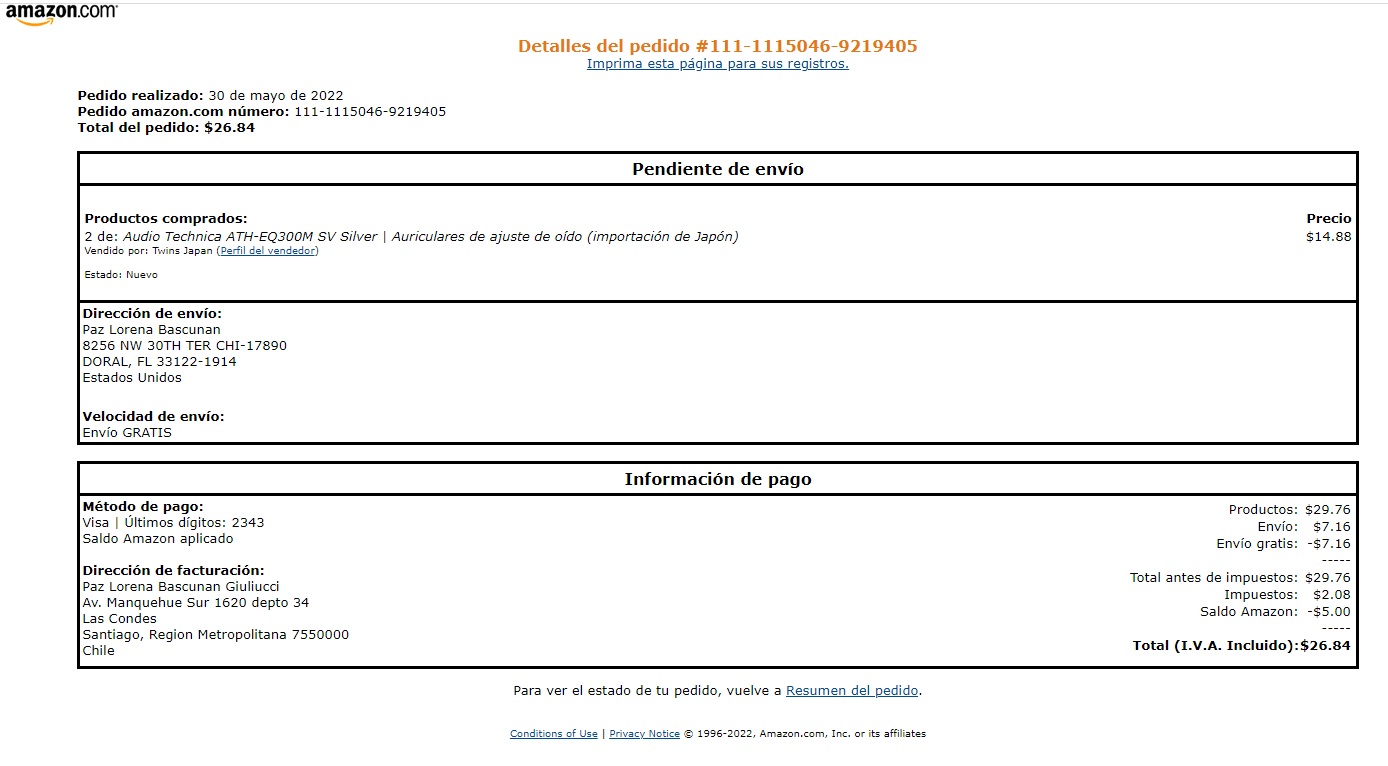 amazon.com
Detalles del pedido #111-1115046-9219405
Imprima esta página para sus registros.
Pedido realizado: 30 de mayo de 2022
Pedido amazon.com número: 111-1115046-9219405
Total del pedido: $26.84
Pendiente de envío
Productos comprados: Precio
2 de: Audio Technica ATH-EQ300M SV Silver | Auriculares de ajuste de oído (importación de Japón) $14.88
Vendido por: Twins Japan (Perfil del vendedor)
Estado: Nuevo
Dirección de envío:
Paz Lorena Bascunan
8256 NW 30TH TER CHI-17890
DORAL, FL 33122-1914
Estados Unidos
Velocidad de envío:
Envío GRATIS
Información de pago
Método de pago:
Visa | Últimos dígitos: 2343
Saldo Amazon aplicado
Dirección de facturación:
Paz Lorena Bascunan Giuliucci
Av. Manquehue Sur 1620 depto 34
Las Condes
Santiago, Region Metropolitana 7550000
Chile
Productos: $29.76
Envío: $7.16
Envío gratis: -$7.16
-----
Total antes de impuestos: $29.76
Impuestos: $2.08
Saldo Amazon: -$5.00
-----
Total (I.V.A. Incluido):$26.84
Para ver el estado de tu pedido, vuelve a Resumen del pedido.
Conditions of Use | Privacy Notice © 1996-2022, Amazon.com, Inc. or its affiliates